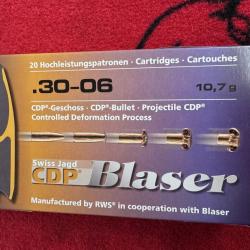 20 Hochleistungspatronen · Cartridges · Cartouches
.30-06
10,7g
CDP®-Geschoss · CDP®-Bullet · Projectile CDP®
Controlled Deformation Process
Swiss Jagd
CDP® Blaser
Manufactured by RWS® in cooperation with Blaser